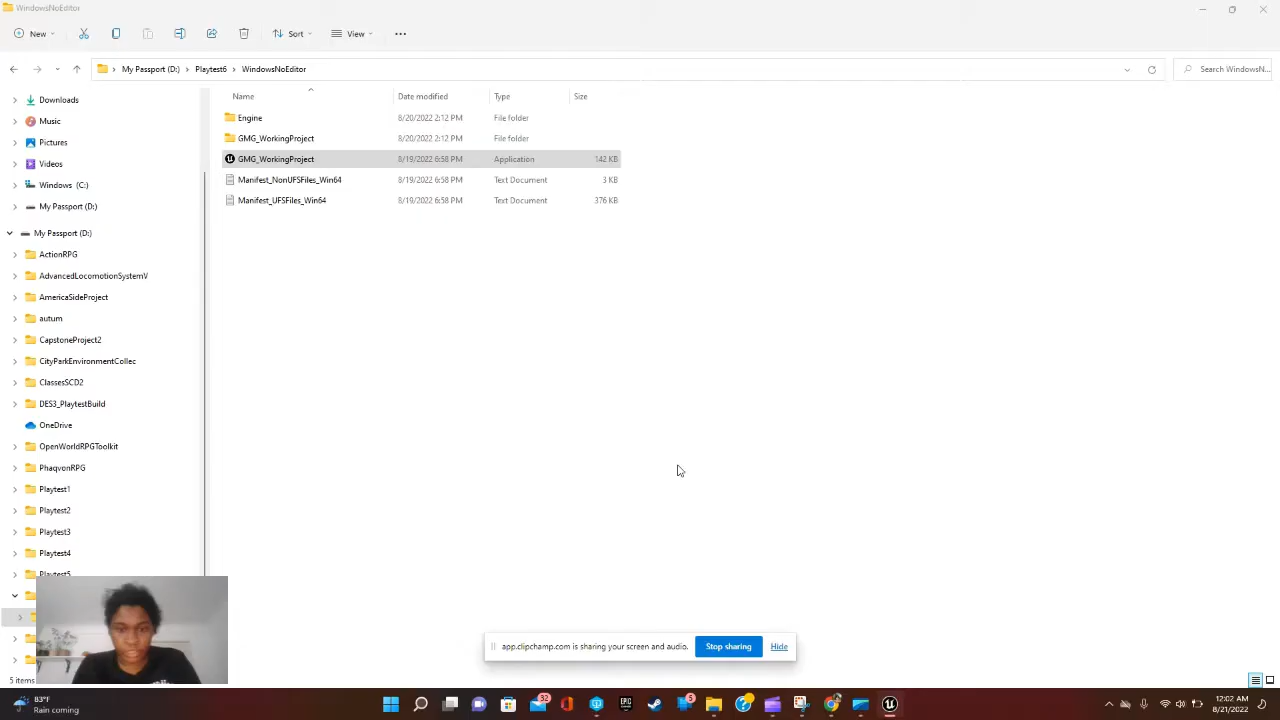 WindowsNoEditor
New
Sort
View
My Passport (D:) Playtest6 WindowsNoEditor
Search WindowsN...
Name Date modified Type Size
Engine 8/20/2022 2:12 PM File folder
GMG_WorkingProject 8/20/2022 2:12 PM File folder
GMG_WorkingProject 8/19/2022 6:58 PM Application 142 KB
Manifest_NonUFSFiles_Win64 8/19/2022 6:58 PM Text Document 3 KB
Manifest_UFSFiles_Win64 8/19/2022 6:58 PM Text Document 376 KB
Downloads
Music
Pictures
Videos
Windows (C:)
My Passport (D:)
My Passport (D:)
ActionRPG
AdvancedLocomotionSystemV
AmericaSideProject
autum
CapstoneProject2
CityParkEnvironmentCollec
ClassesSCD2
DES3_PlaytestBuild
OneDrive
OpenWorldRPGToolkit
PhaqvonRPG
Playtest1
Playtest2
Playtest3
Playtest4
Playtest5
5 items
app.clipchamp.com is sharing your screen and audio. Stop sharing Hide
83°F
Rain coming
32
5
12:02 AM
8/21/2022